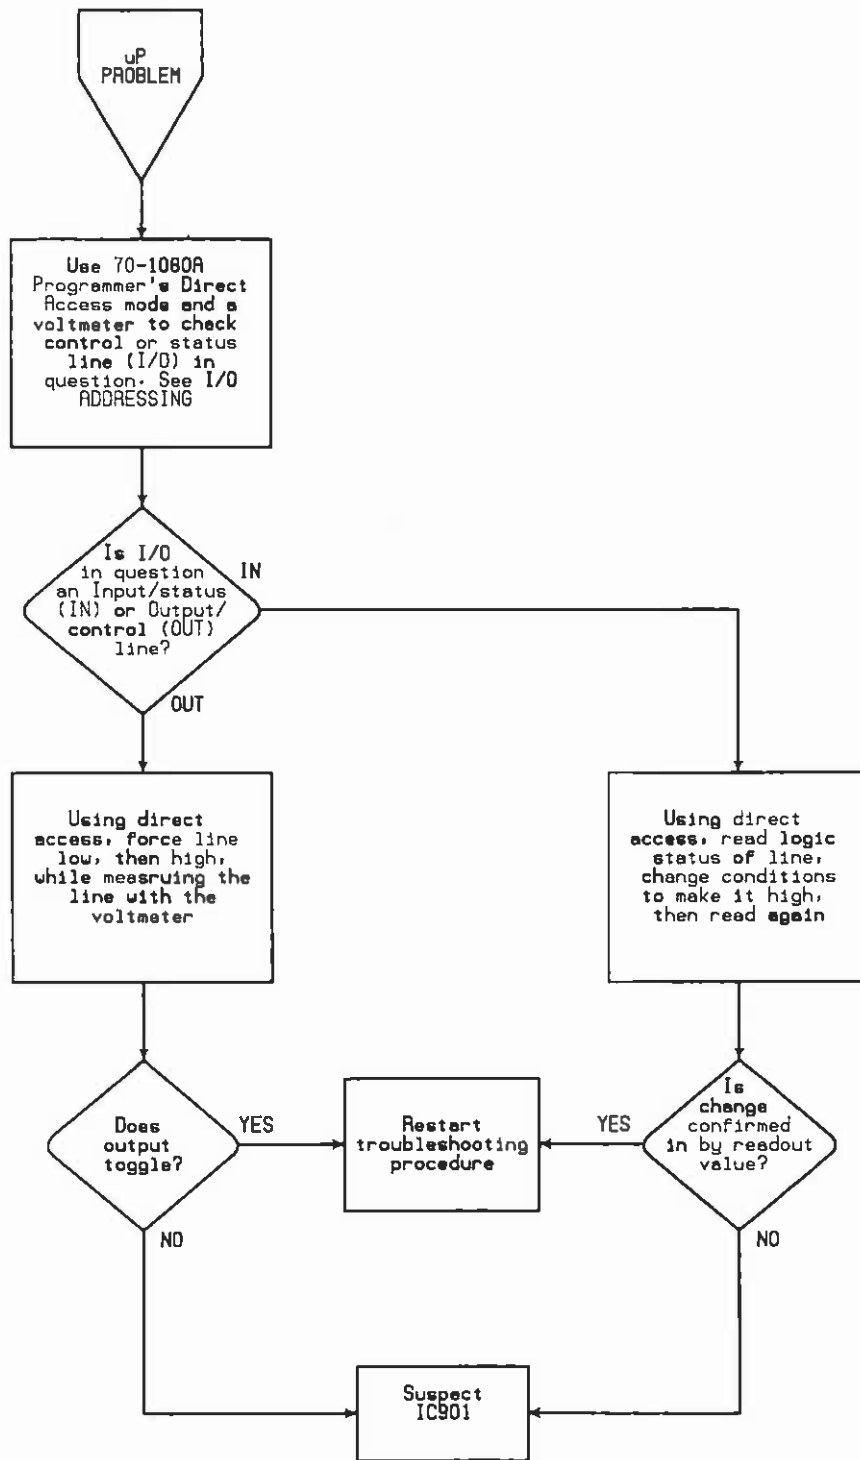 uP
PROBLEM
Use 70-1080A
Programmer's Direct
Access mode and a
voltmeter to check
control or status
line (I/O) in
question. See I/O
ADDRESSING
Is I/O
in question
an Input/status
(IN) or Output/
control (OUT)
line?
IN
OUT
Using direct
access, force line
low, then high,
while measruing the
line with the
voltmeter
Using direct
access, read logic
status of line,
change conditions
to make it high,
then read again
Does
output
toggle?
YES
Restart
troubleshooting
procedure
YES
Is
change
confirmed
in by readout
value?
NO
NO
Suspect
IC901